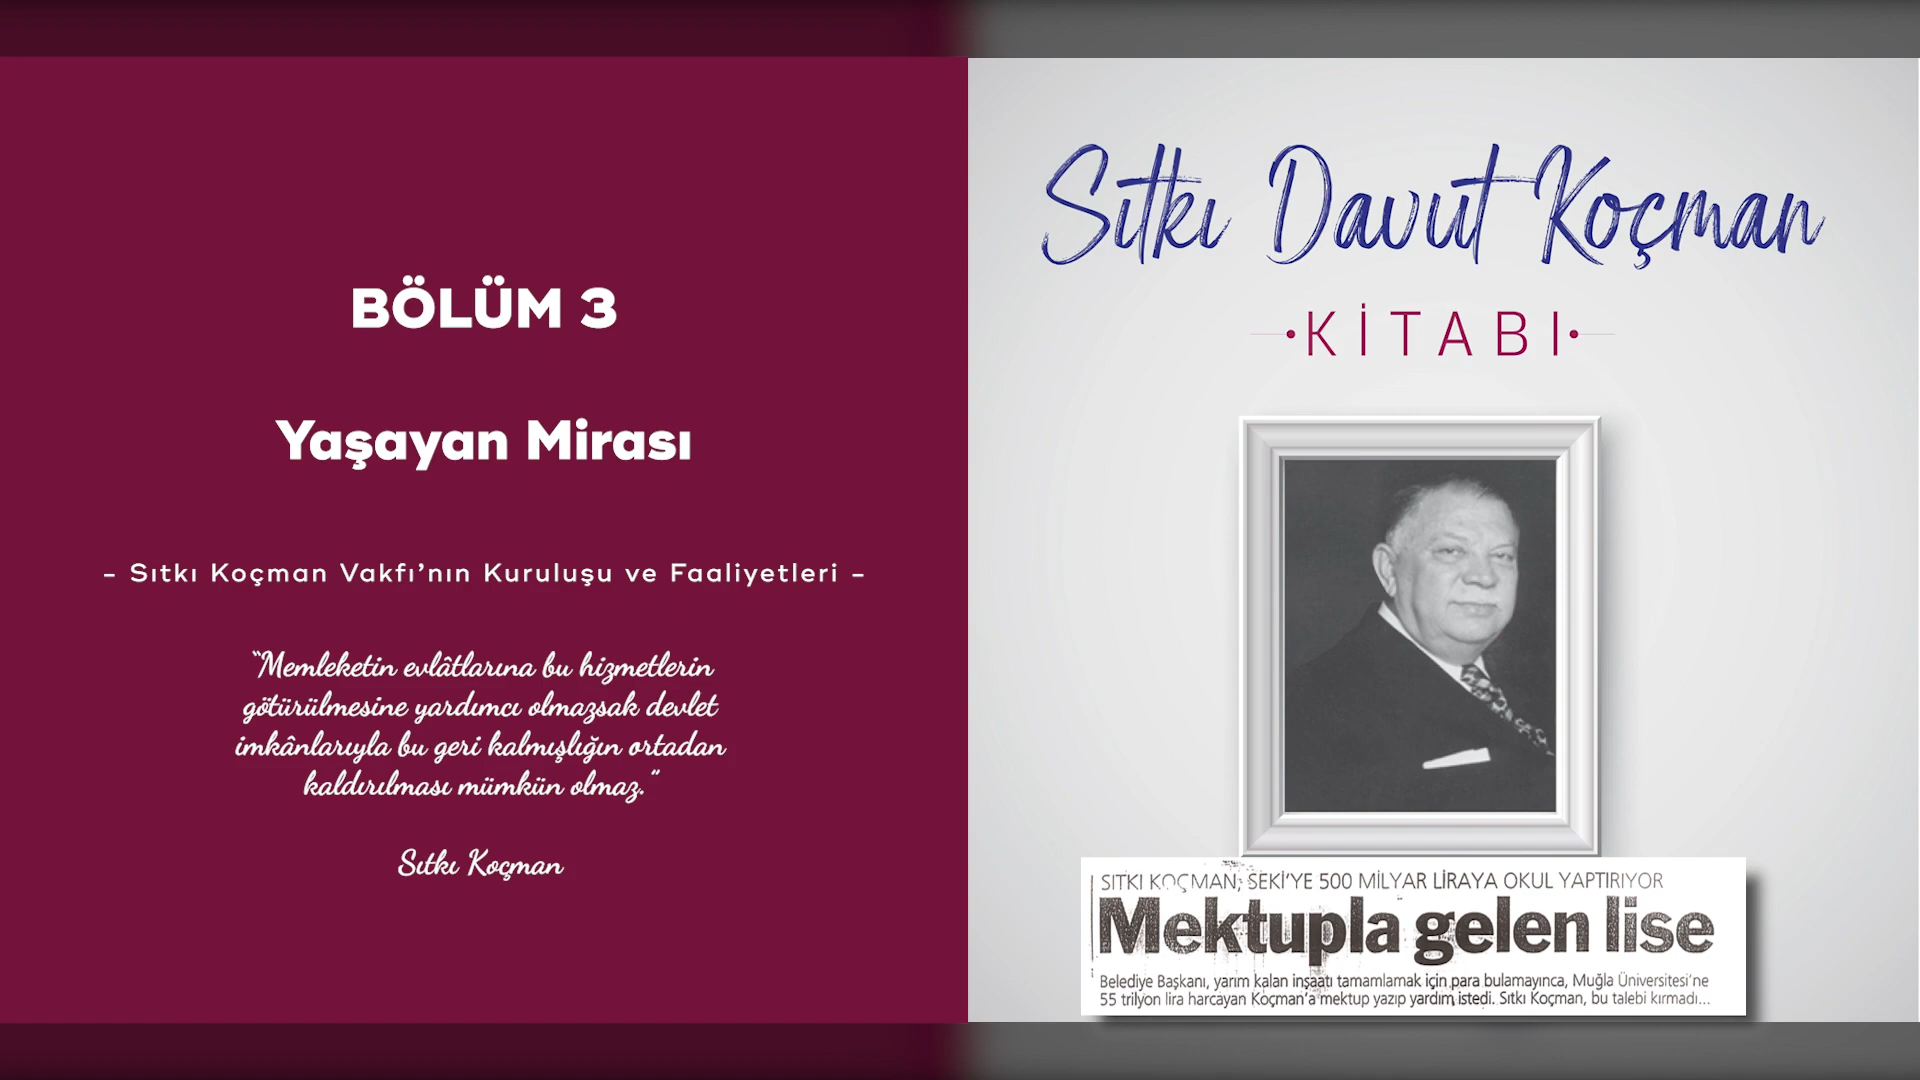 BÖLÜM 3
Yaşayan Mirası
– Sıtkı Koçman Vakfı’nın Kuruluşu ve Faaliyetleri –
“Memleketin evlâtlarına bu hizmetlerin
götürülmesine yardımcı olmazsak devlet
imkânlarıyla bu geri kalmışlığın ortadan
kaldırılması mümkün olmaz.”
Sıtkı Koçman
Sıtkı Davut Koçman
•KİTABI•
SITKI KOÇMAN, SEKİ’YE 500 MİLYAR LİRAYA OKUL YAPTIRIYOR
Mektupla gelen lise
Belediye Başkanı, yarım kalan inşaatı tamamlamak için para bulamayınca, Muğla Üniversitesi’ne
55 trilyon lira harcayan Koçman’a mektup yazıp yardım istedi. Sıtkı Koçman, bu talebi kırmadı...